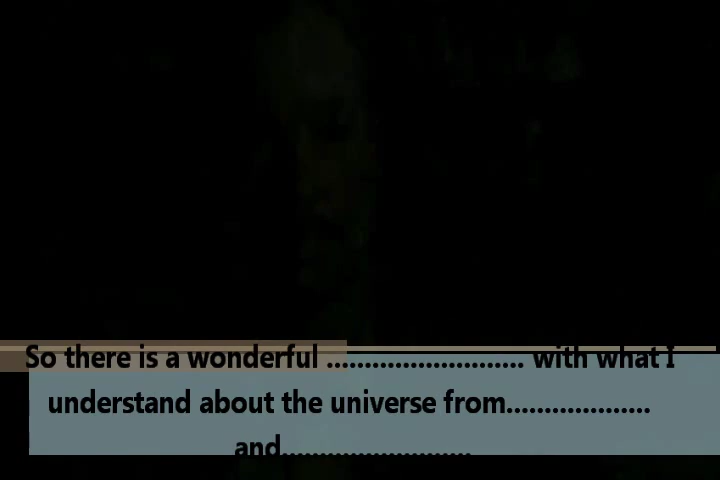 So there is a wonderful .......................... with what I
understand about the universe from...................
and.........................